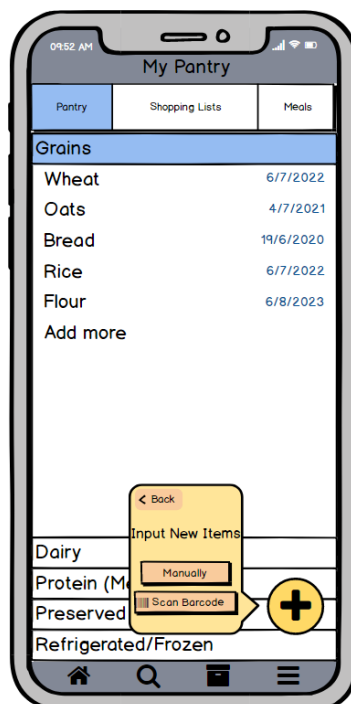 09:52 AM
My Pantry
Pantry Shopping Lists Meals
Grains
Wheat 6/7/2022
Oats 4/7/2021
Bread 19/6/2020
Rice 6/7/2022
Flour 6/8/2023
Add more
Back
Input New Items
Manually
Scan Barcode
Dairy
Protein (M
Preserved
Refrigerated/Frozen